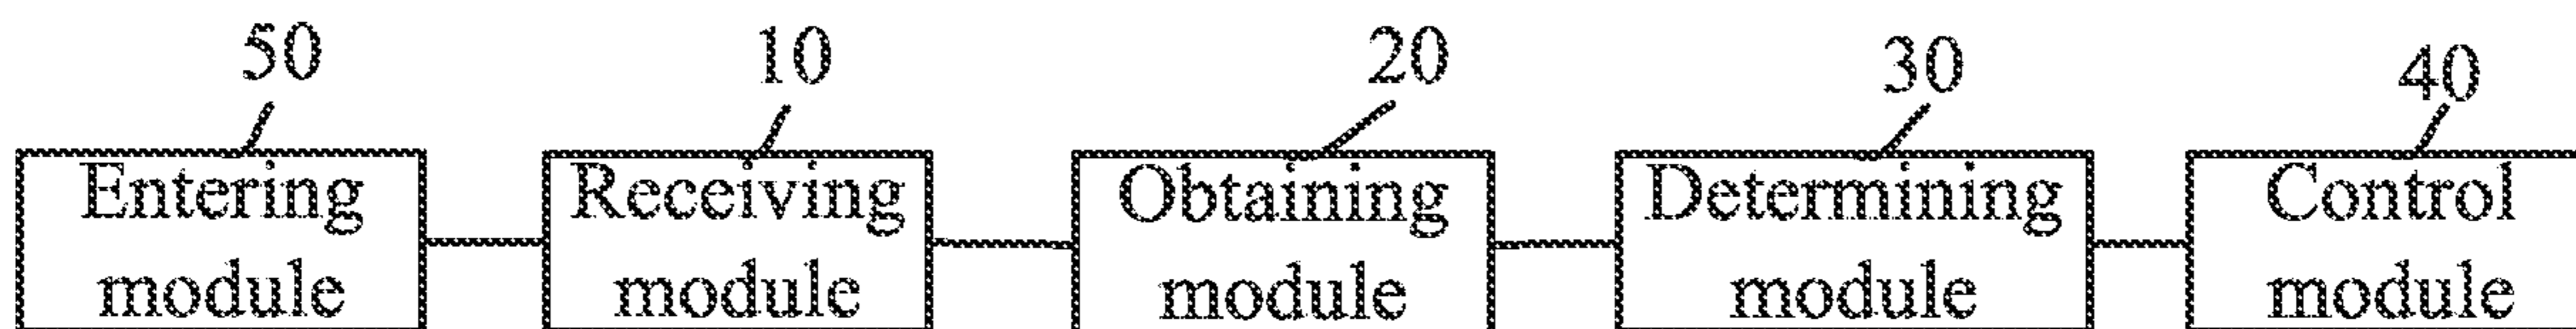 50 10 20 30 40
Entering Receiving Obtaining Determining Control
module module module module module